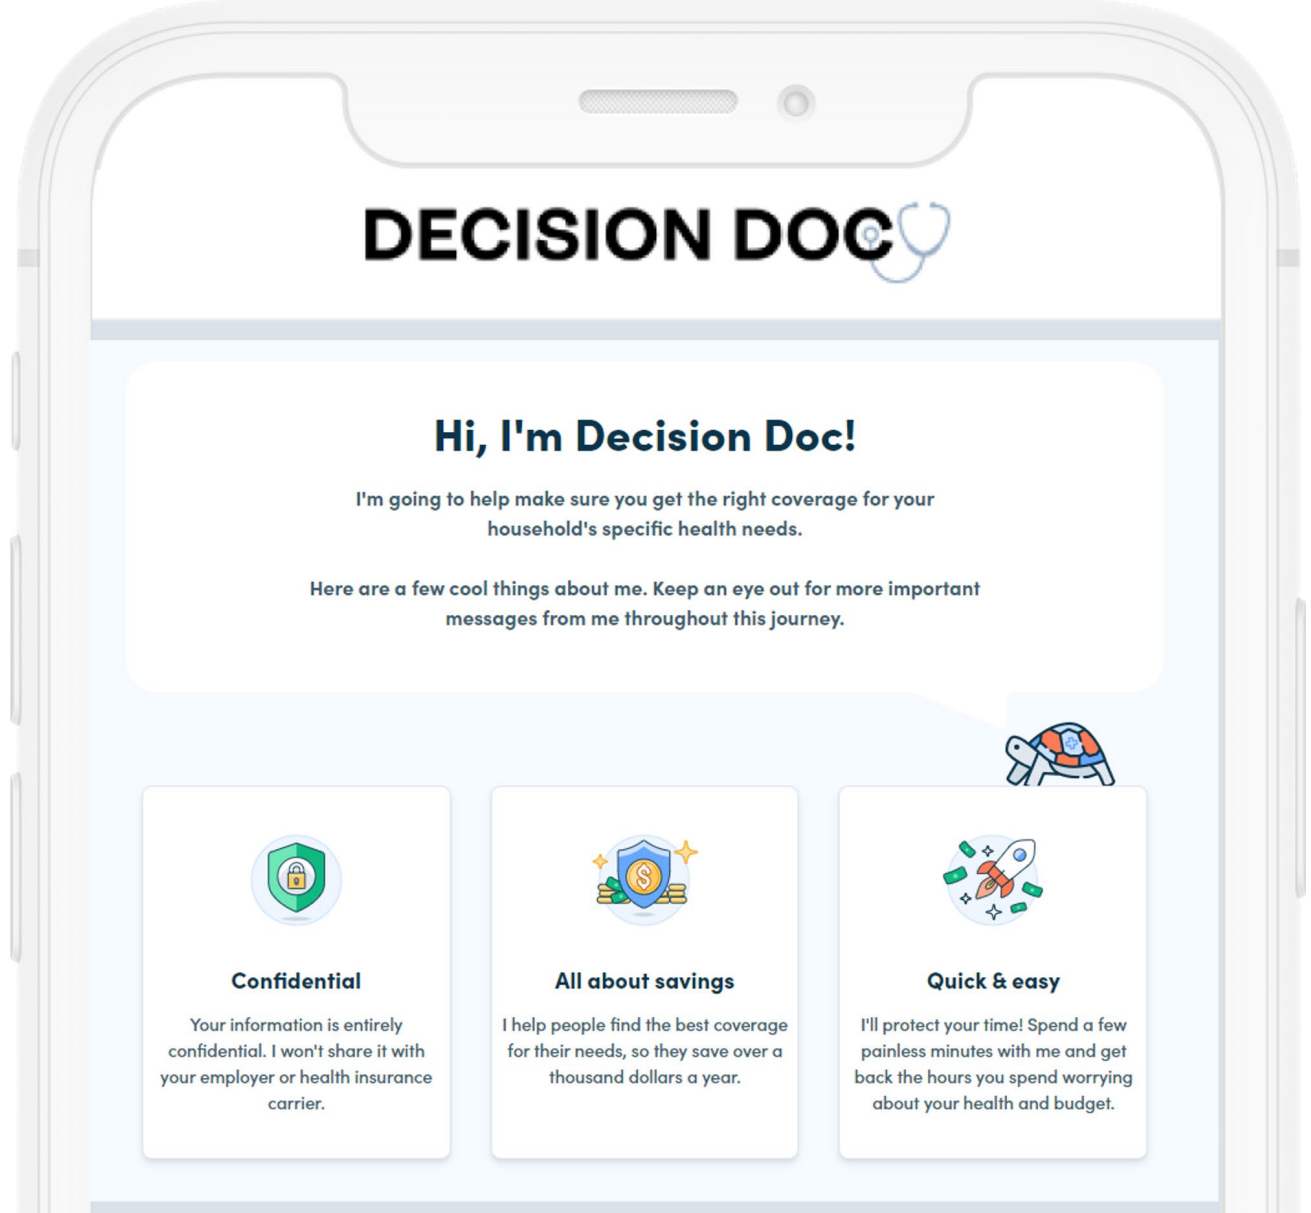 DECISION DOC
Hi, I'm Decision Doc!
I'm going to help make sure you get the right coverage for your
household's specific health needs.
Here are a few cool things about me. Keep an eye out for more important
messages from me throughout this journey.
$
Confidential
Your information is entirely
confidential. I won't share it with
your employer or health insurance
carrier.
All about savings
I help people find the best coverage
for their needs, so they save over a
thousand dollars a year.
Quick & easy
I'll protect your time! Spend a few
painless minutes with me and get
back the hours you spend worrying
about your health and budget.